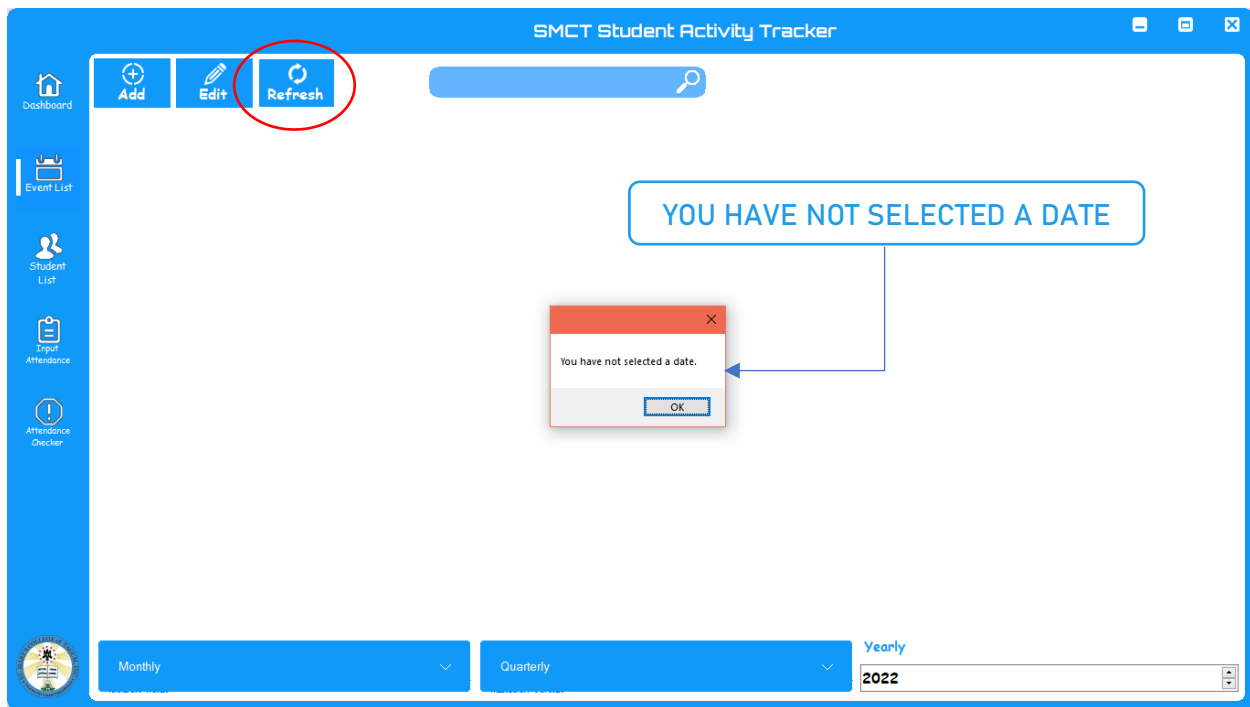 SMCT Student Activity Tracker
Dashboard
Add
Edit
Refresh
Event List
YOU HAVE NOT SELECTED A DATE
Student
List
You have not selected a date.
OK
Input
Attendance
Attendance
Checker
Yearly
Monthly
Quarterly
2022